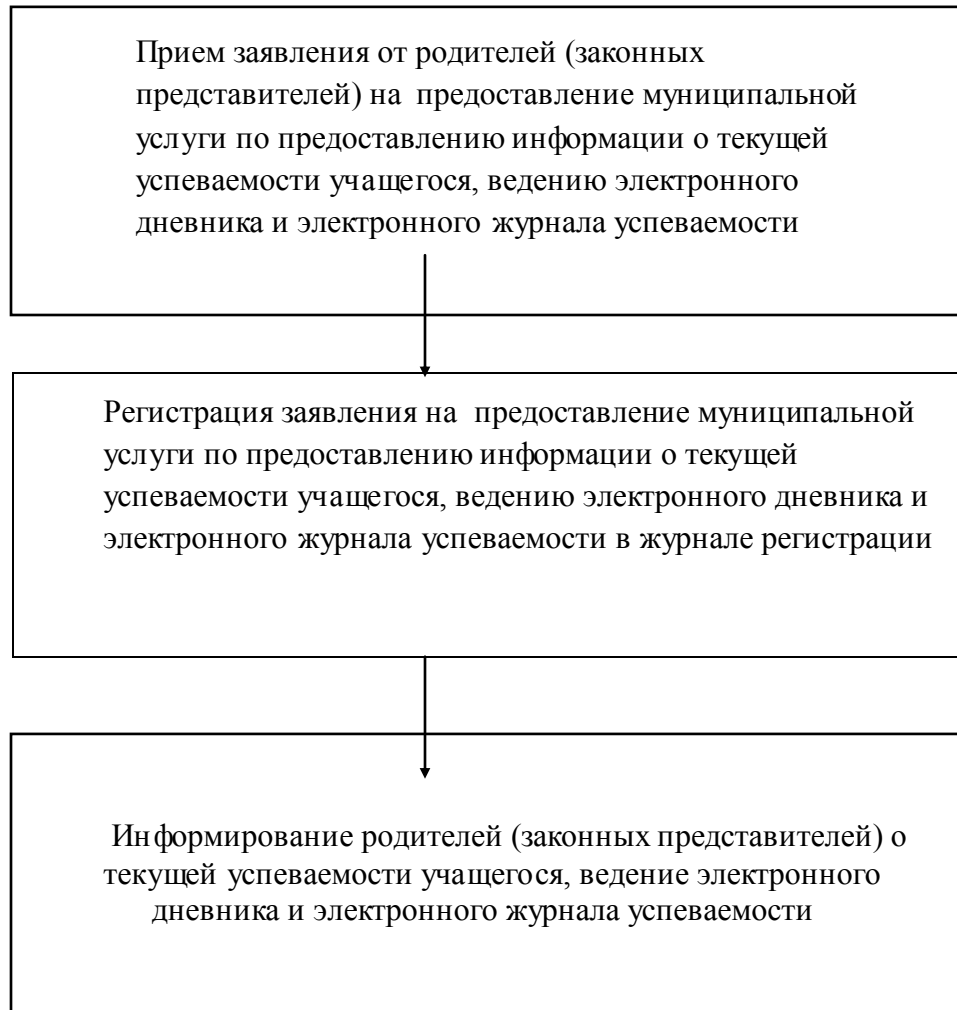 Прием заявления от родителей (законных
представителей) на предоставление муниципальной
услуги по предоставлению информации о текущей
успеваемости учащегося, ведению электронного
дневника и электронного журнала успеваемости
Регистрация заявления на предоставление муниципальной
услуги по предоставлению информации о текущей
успеваемости учащегося, ведению электронного дневника и
электронного журнала успеваемости в журнале регистрации
Информирование родителей (законных представителей) о
текущей успеваемости учащегося, ведение электронного
дневника и электронного журнала успеваемости